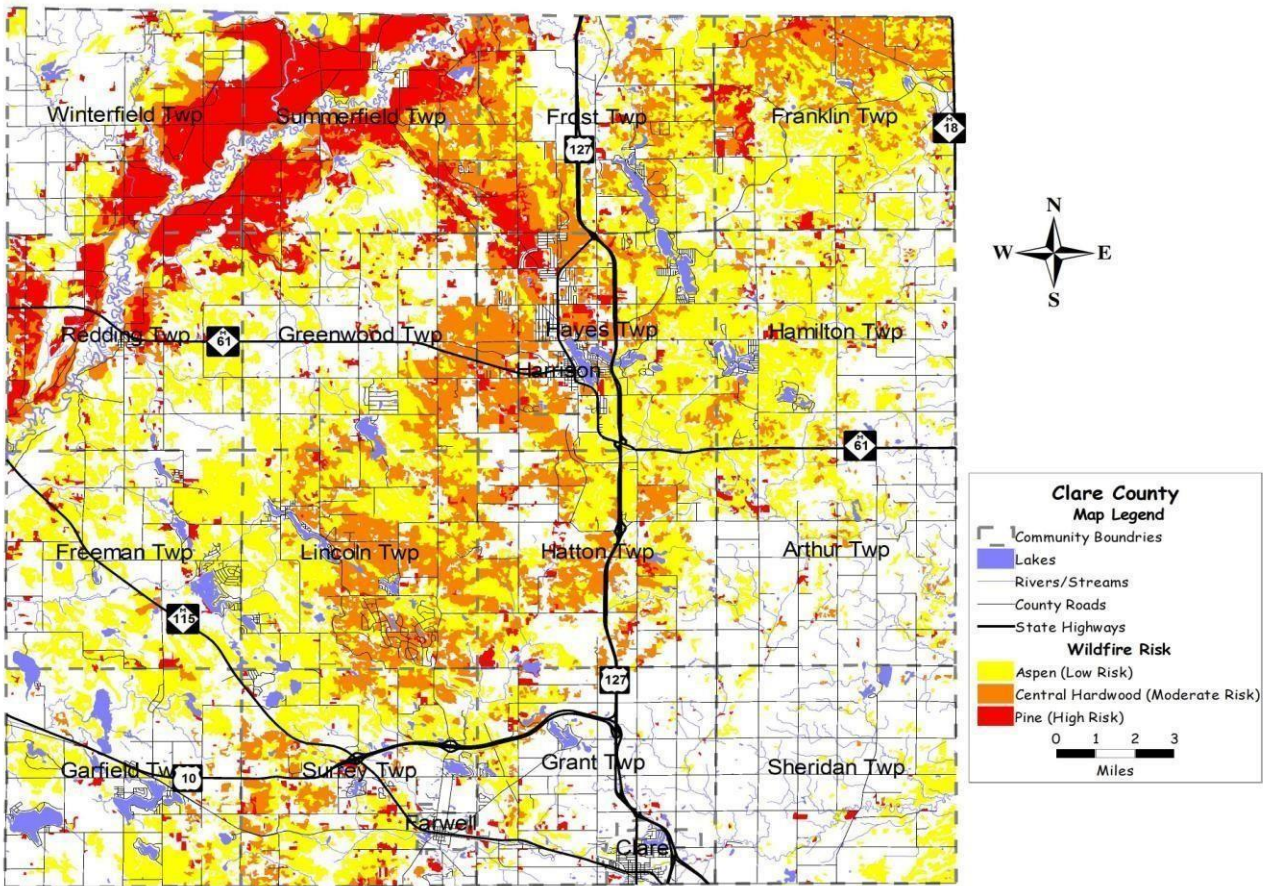 Winterfield Twp
Summerfield Twp
Frost Twp
Franklin Twp
M
18
127
N
W E
S
Redding Twp
M
61
Greenwood Twp
Hayes Twp
Hamilton Twp
Harrison
M
61
Freeman Twp
Lincoln Twp
Hatton Twp
Arthur Twp
M
115
127
Garfield Twp
10
Surrey Twp
Grant Twp
Sheridan Twp
Farwell
Clare
Clare County
Map Legend
Community Boundries
Lakes
Rivers/Streams
County Roads
State Highways
Wildfire Risk
Aspen (Low Risk)
Central Hardwood (Moderate Risk)
Pine (High Risk)
0 1 2 3
Miles